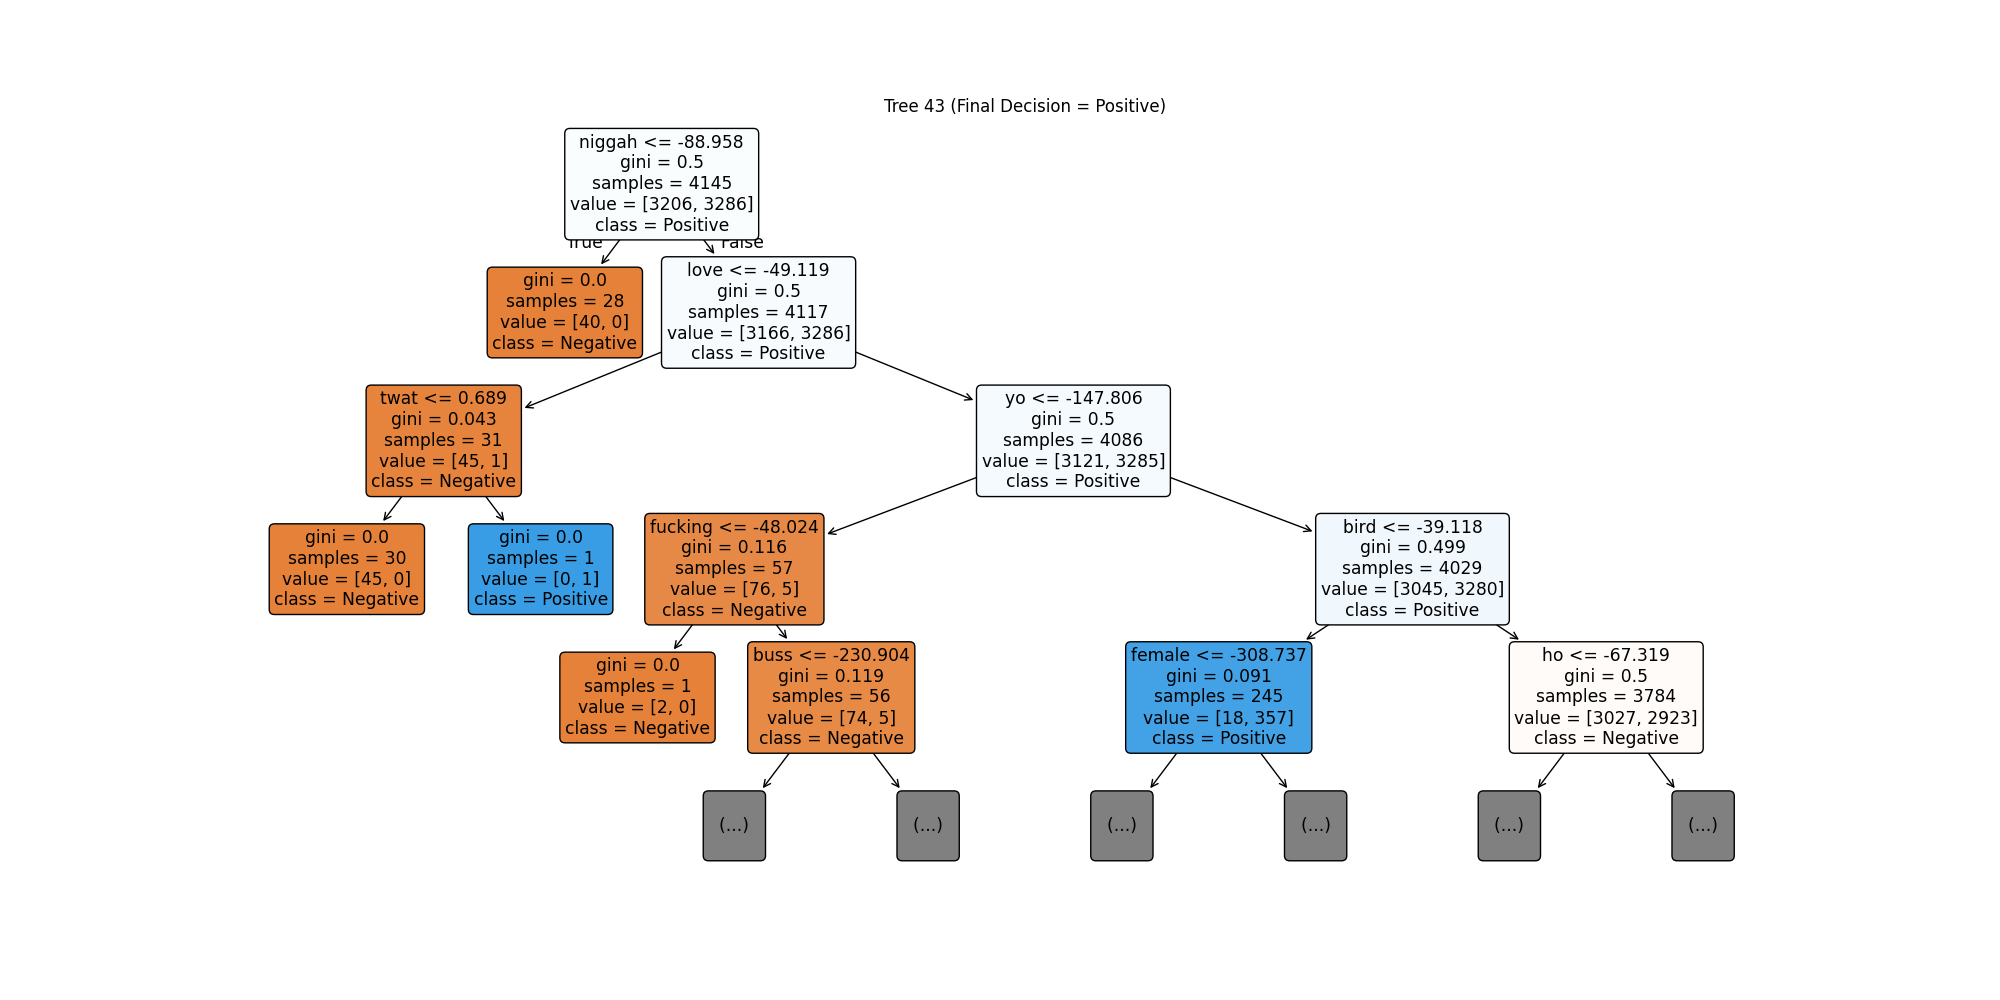 Tree 43 (Final Decision = Positive)
niggah <= -88.958
gini = 0.5
samples = 4145
value = [3206, 3286]
class = Positive
True
False
gini = 0.0
samples = 28
value = [40, 0]
class = Negative
love <= -49.119
gini = 0.5
samples = 4117
value = [3166, 3286]
class = Positive
twat <= 0.689
gini = 0.043
samples = 31
value = [45, 1]
class = Negative
yo <= -147.806
gini = 0.5
samples = 4086
value = [3121, 3285]
class = Positive
gini = 0.0
samples = 30
value = [45, 0]
class = Negative
gini = 0.0
samples = 1
value = [0, 1]
class = Positive
fucking <= -48.024
gini = 0.116
samples = 57
value = [76, 5]
class = Negative
bird <= -39.118
gini = 0.499
samples = 4029
value = [3045, 3280]
class = Positive
gini = 0.0
samples = 1
value = [2, 0]
class = Negative
buss <= -230.904
gini = 0.119
samples = 56
value = [74, 5]
class = Negative
female <= -308.737
gini = 0.091
samples = 245
value = [18, 357]
class = Positive
ho <= -67.319
gini = 0.5
samples = 3784
value = [3027, 2923]
class = Negative
(...)
(...)
(...)
(...)
(...)
(...)